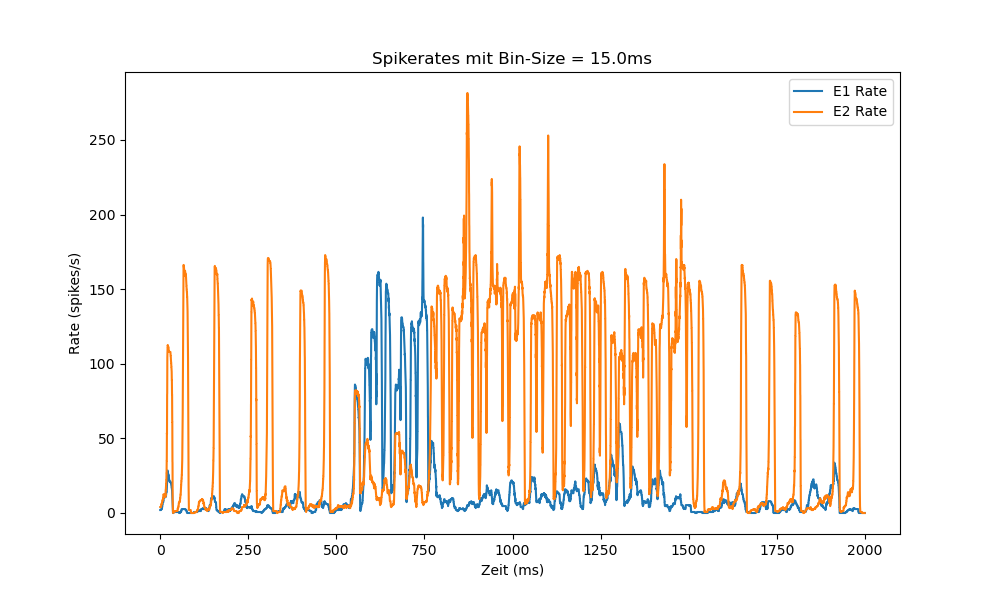 Spikerates mit Bin-Size = 15.0ms
E1 Rate
E2 Rate
Rate (spikes/s)
250
200
150
100
50
0
0 250 500 750 1000 1250 1500 1750 2000
Zeit (ms)